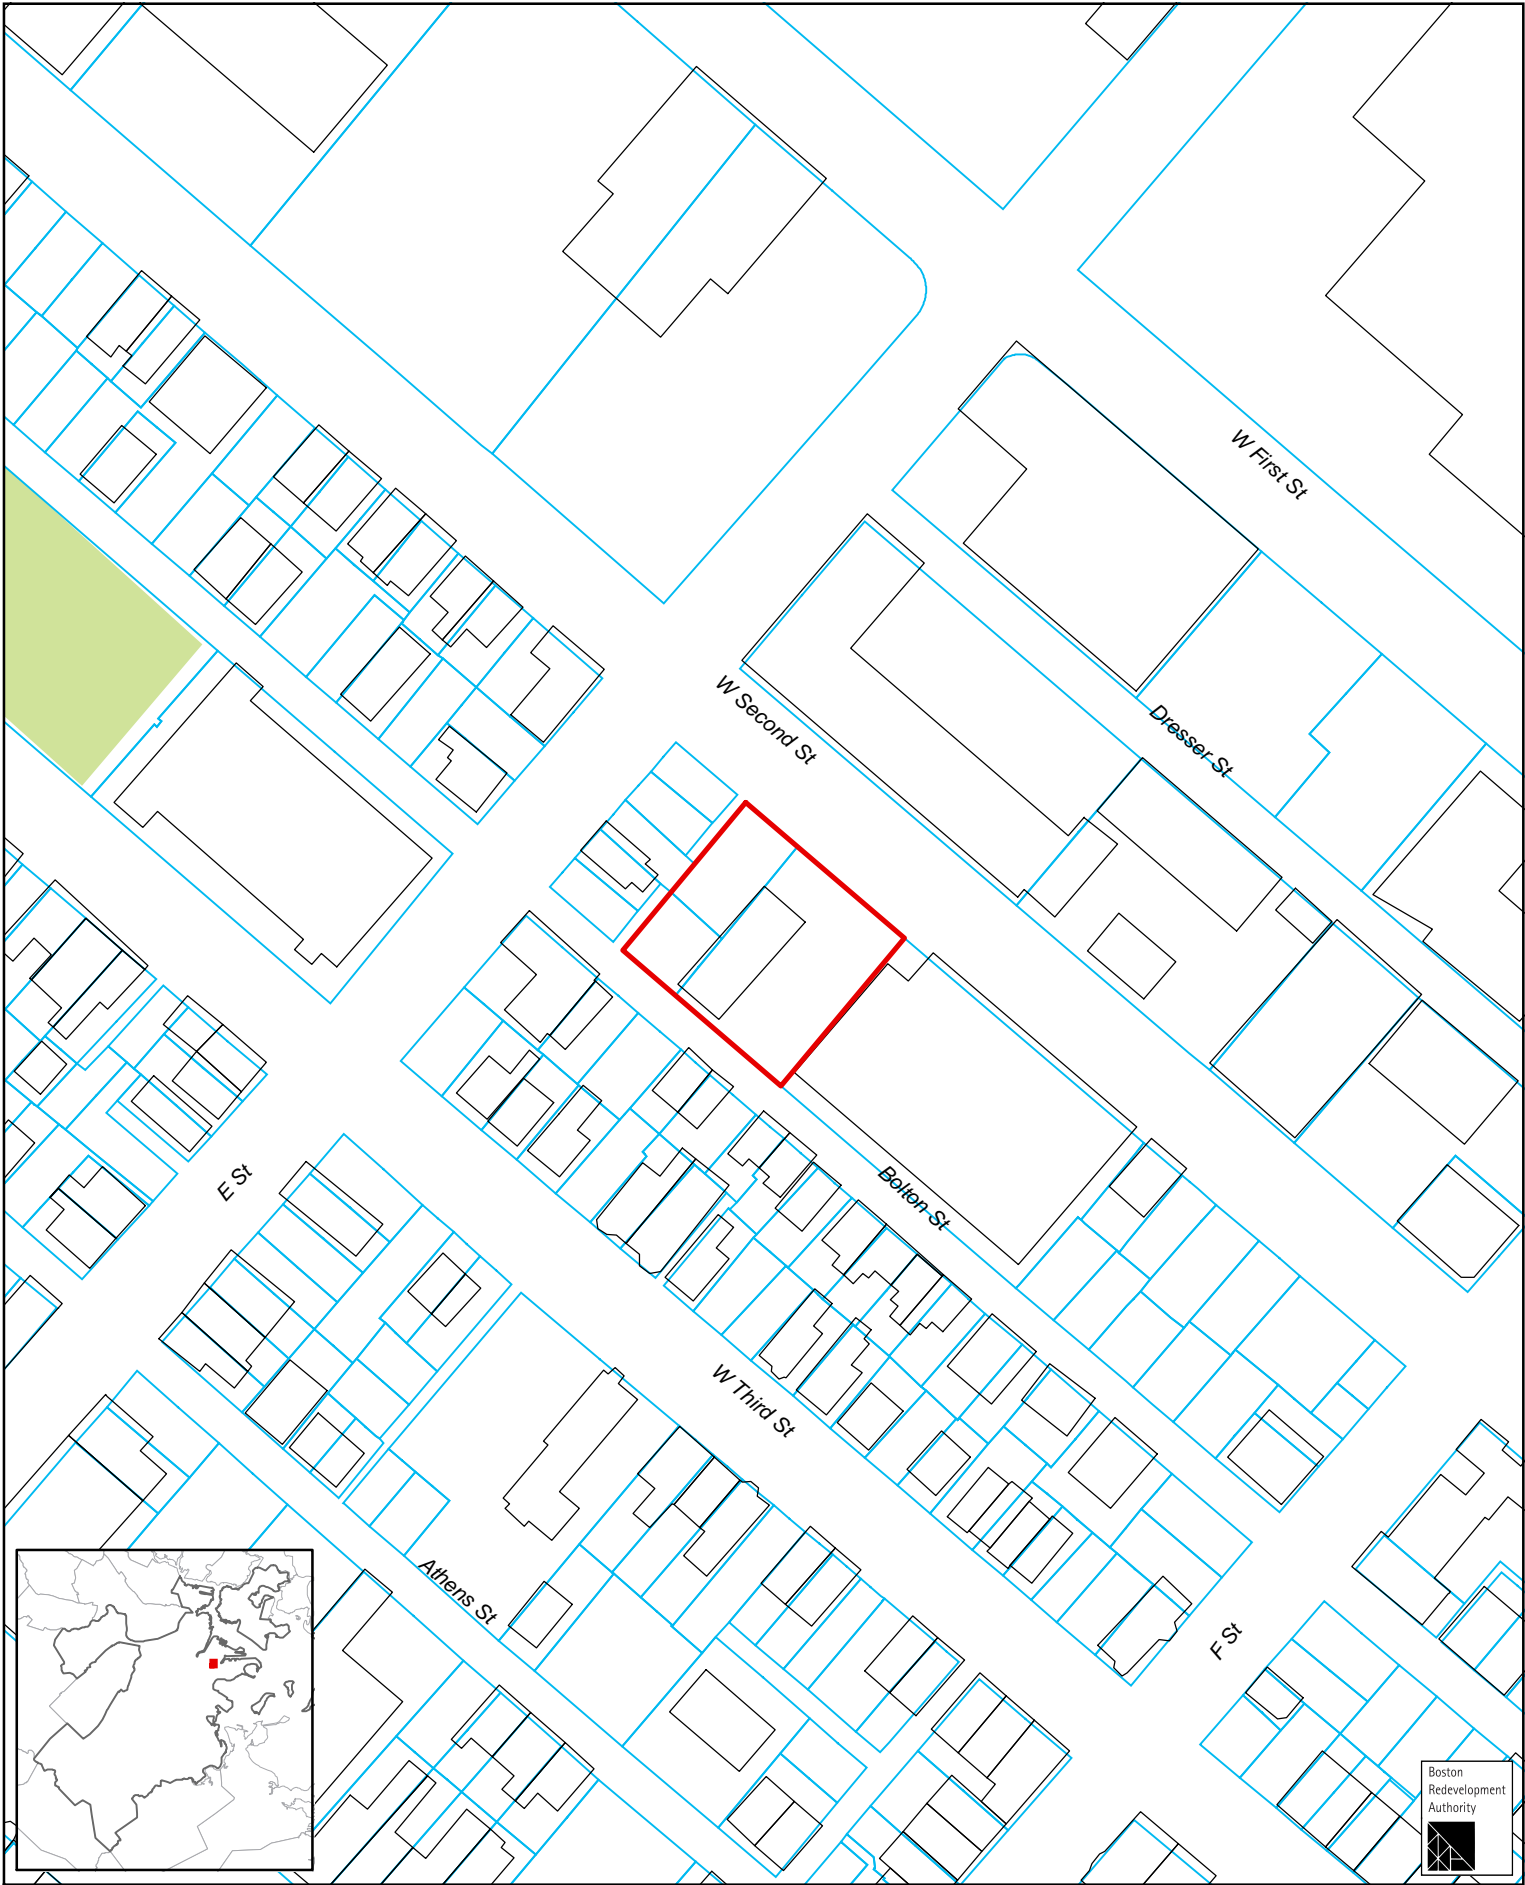 W First St
W Second St
Dresser St
E St
Bolton St
W Third St
Athens St
F St
Boston
Redevelopment
Authority